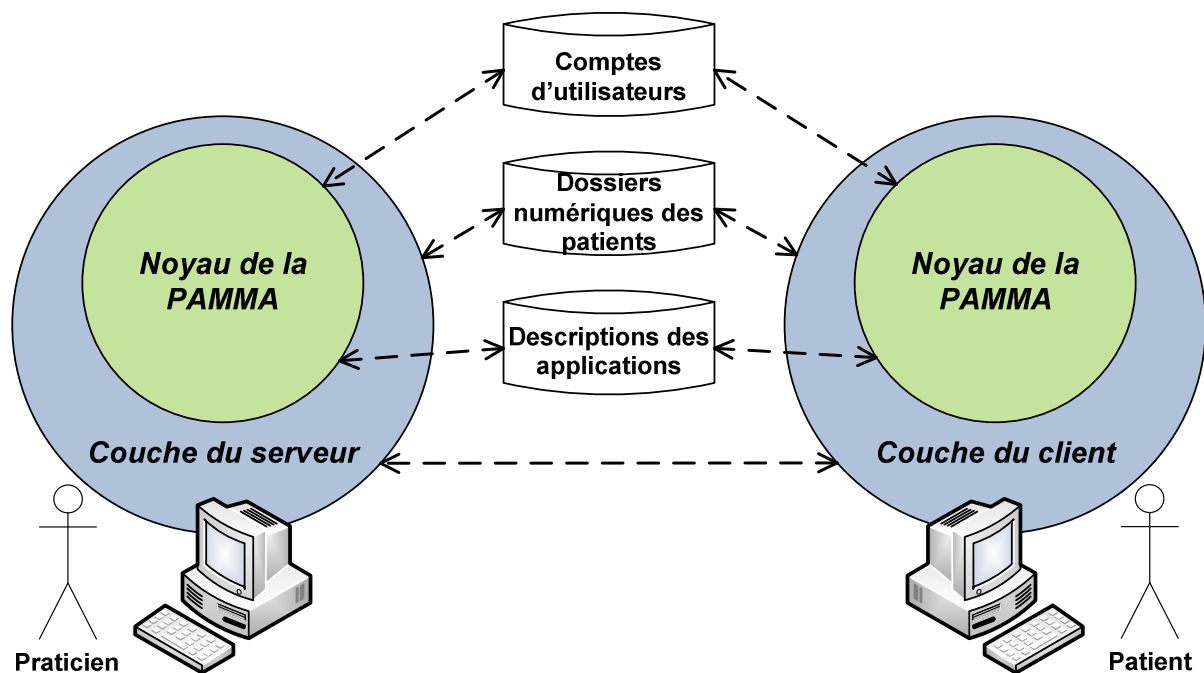 Comptes
d’utilisateurs
Dossiers
numériques des
patients
Descriptions des
applications
Noyau de la
PAMMA
Noyau de la
PAMMA
Couche du serveur
Couche du client
Praticien
Patient